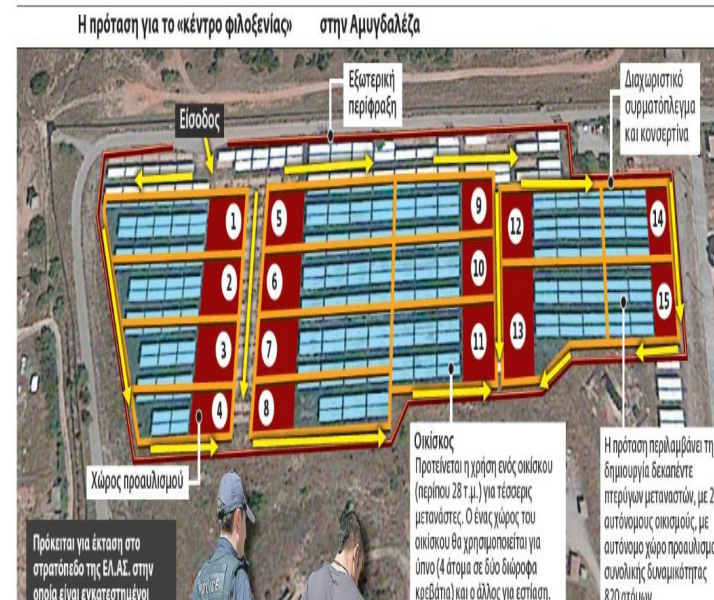 Η πρόταση για το «κέντρο φιλοξενίας» στην Αμυγδαλέζα
Εξωτερική
περίφραξη
Διαχωριστικό
συρματόπλεγμα
και κονσερτίνα
Είσοδος
1
5
9
12
14
2
6
10
15
3
7
11
13
4
8
Χώρος προαυλισμού
Οικίσκος
Προτείνεται η χρήση ενός οικίσκου
(περίπου 28 τ.μ.) για τέσσερις
μετανάστες. Ο ένας χώρος του
οικίσκου θα χρησιμοποιείται για
ύπνο (4 άτομα σε δύο διώροφα
κρεβάτια) και ο άλλος για εστίαση.
Η πρόταση περιλαμβάνει τη
δημιουργία δεκαπέντε
πτερύγων μεταναστών, με 2
αυτόνομους οικισμούς, με
αυτόνομο χώρο προαυλισμο
συνολικής δυναμικότητας
820 ατόμων
Πρόκειται για έκταση στο
στρατόπεδο της ΕΛ.ΑΣ. στην
οποία είναι εγκατεστημένοι
Police